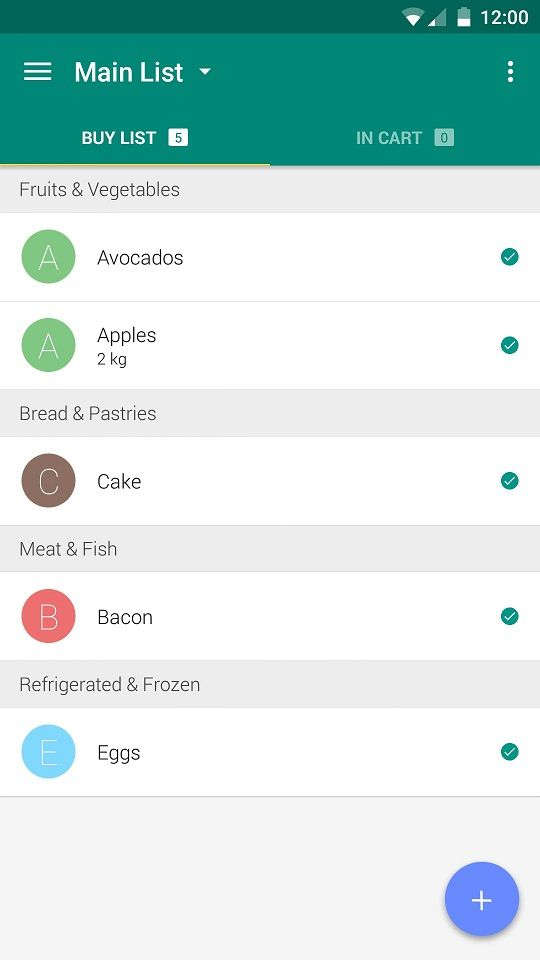 12:00
Main List
BUY LIST 5 IN CART 0
Fruits & Vegetables
A Avocados
A Apples
2 kg
Bread & Pastries
C Cake
Meat & Fish
B Bacon
Refrigerated & Frozen
E Eggs
+